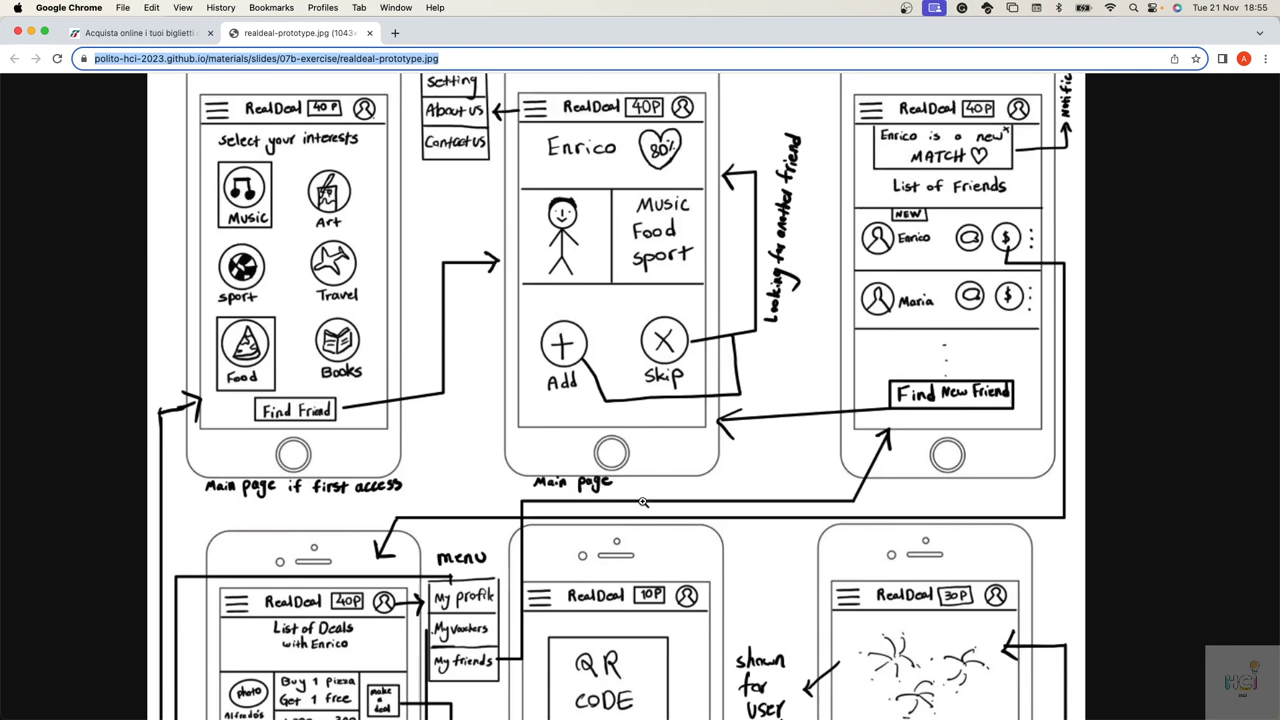 Google Chrome File Edit View History Bookmarks Profiles Tab Window Help Tue 21 Nov 18:55
Acquista online i tuoi biglietti
realdeal-prototype.jpg (1043×
polito-hci-2023.github.io/materials/slides/07b-exercise/realdeal-prototype.jpg
A
RealDeal 40P
Select your interests
Music
Art
Sport
Travel
Food
Books
Find Friend
Main page if first access
Setting
About us
Contact us
RealDeal 40P
Enrico 80%
Music
Food
sport
Add
Skip
Main page
Looking for another friend
RealDeal 40P
Enrico is a new x
MATCH
List of Friends
NEW
Enrico $
Maria $
Find New Friend
Notific
RealDeal 40P
List of Deals
with Enrico
photo
Alfredo's
Buy 1 pizza
Get 1 free
make
a
deal
menu
My profile
My vouchers
My friends
RealDeal 10P
QR
CODE
shown
for
user
RealDeal 30P
HCI
2023